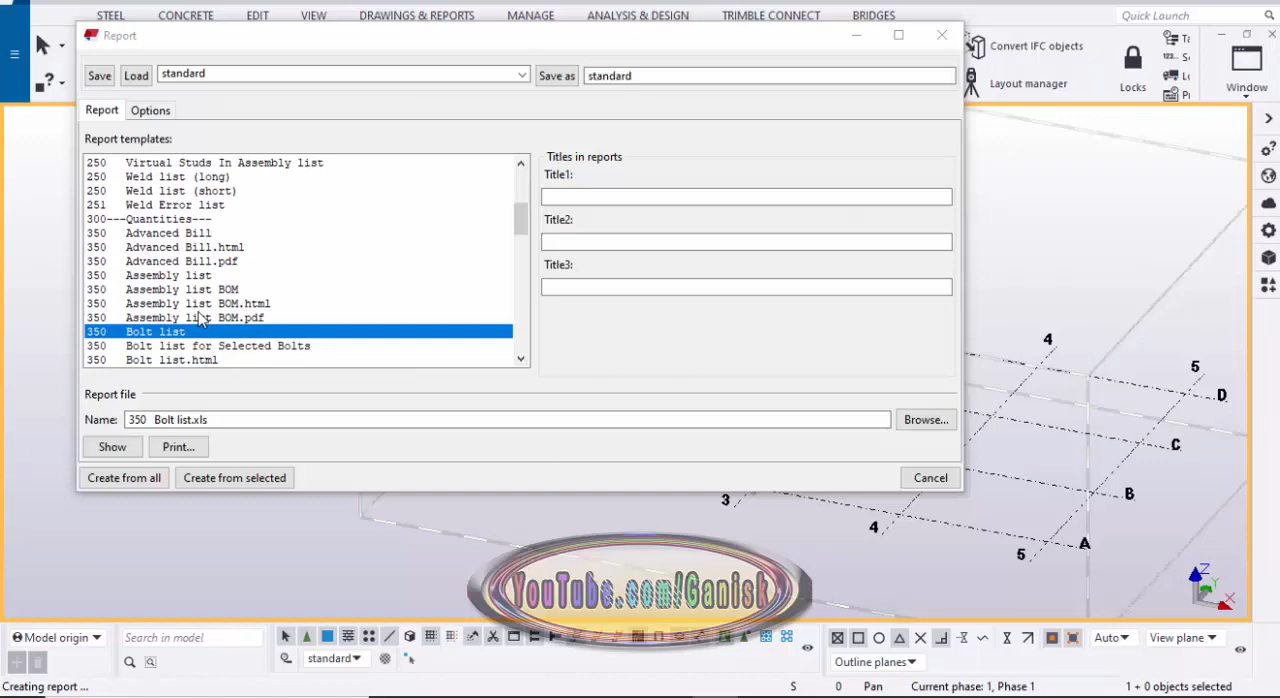 STEEL CONCRETE EDIT VIEW DRAWINGS & REPORTS MANAGE ANALYSIS & DESIGN TRIMBLE CONNECT BRIDGES Quick Launch
Report
Convert IFC objects
Layout manager
Locks
Window
Save Load standard Save as standard
Report Options
Report templates:
250 Virtual Studs In Assembly list
250 Weld list (long)
250 Weld list (short)
251 Weld Error list
300---Quantities---
350 Advanced Bill
350 Advanced Bill.html
350 Advanced Bill.pdf
350 Assembly list
350 Assembly list BOM
350 Assembly list BOM.html
350 Assembly list BOM.pdf
350 Bolt list
350 Bolt list for Selected Bolts
350 Bolt list.html
Titles in reports
Title1:
Title2:
Title3:
Report file
Name: 350 Bolt list.xls Browse...
Show Print...
Create from all Create from selected Cancel
4
5
D
C
B
A
3
4
5
Z
Y
X
YouTube.com/Ganisk
Model origin Search in model
standard
Auto View plane
Outline planes
Creating report ... S 0 Pan Current phase: 1, Phase 1 1 + 0 objects selected